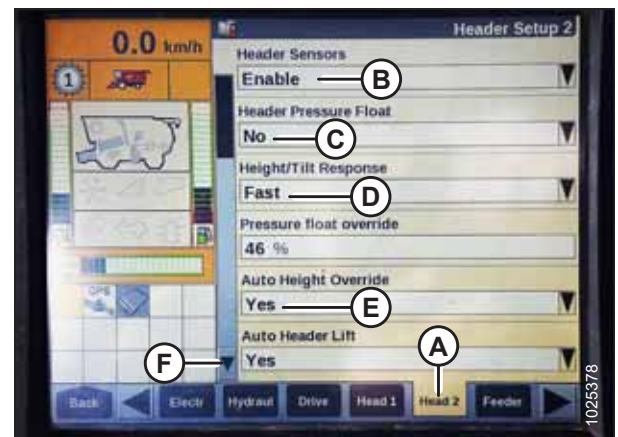 0.0 km/h
Header Setup 2
1
Header Sensors
Enable
B
Header Pressure Float
No
C
Height/Tilt Response
Fast
D
Pressure float override
46 %
Auto Height Override
Yes
E
GPS
Auto Header Lift
Yes
F
A
Back
Electr
Hydraul
Drive
Head 1
Head 2
Feeder
1025378